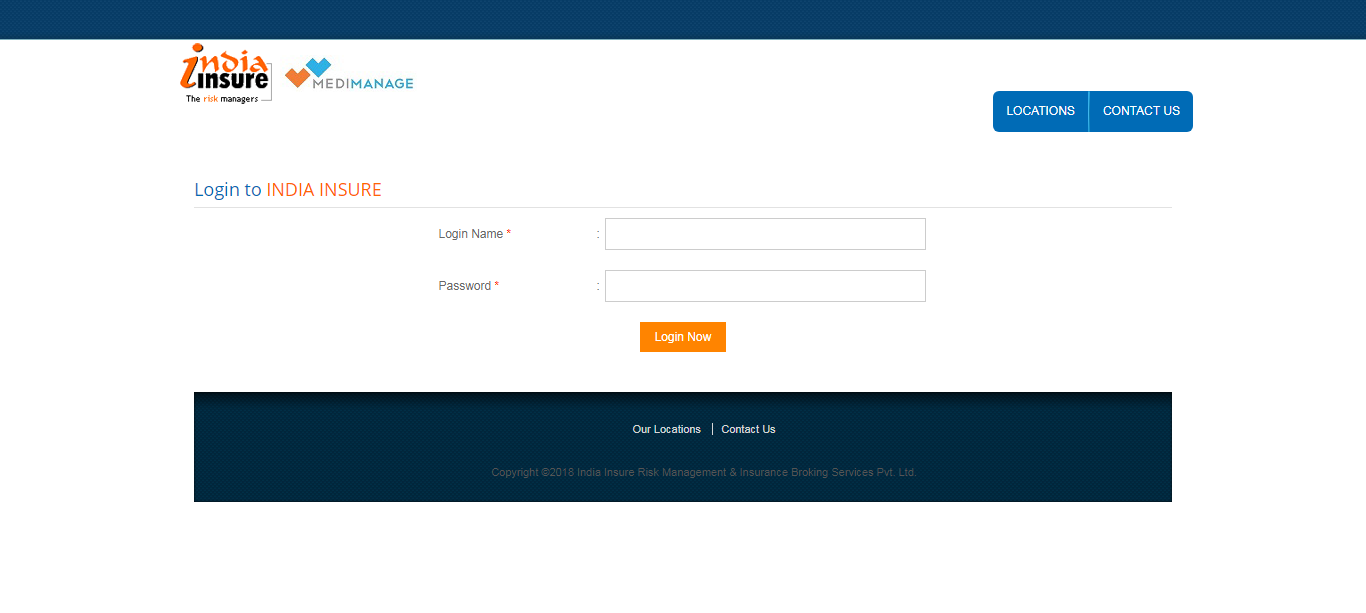 india
insure
The risk managers
MEDIMANAGE
LOCATIONS
CONTACT US
Login to INDIA INSURE
Login Name * :
Password * :
Login Now
Our Locations | Contact Us
Copyright ©2018 India Insure Risk Management & Insurance Broking Services Pvt. Ltd.